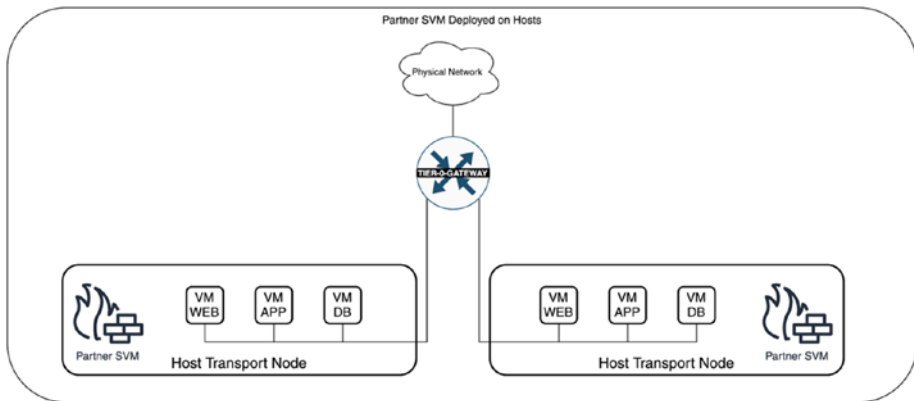 Partner SVM Deployed on Hosts
Physical Network
TIER-0-GATEWAY
VM
WEB
VM
APP
VM
DB
Partner SVM
Host Transport Node
VM
WEB
VM
APP
VM
DB
Host Transport Node
Partner SVM